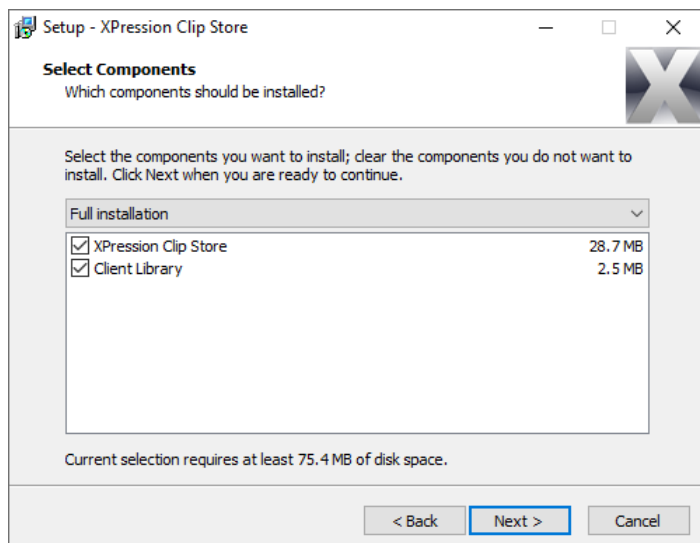 Setup - XPression Clip Store
Select Components
Which components should be installed?
Select the components you want to install; clear the components you do not want to
install. Click Next when you are ready to continue.
Full installation
XPression Clip Store 28.7 MB
Client Library 2.5 MB
Current selection requires at least 75.4 MB of disk space.
< Back Next > Cancel